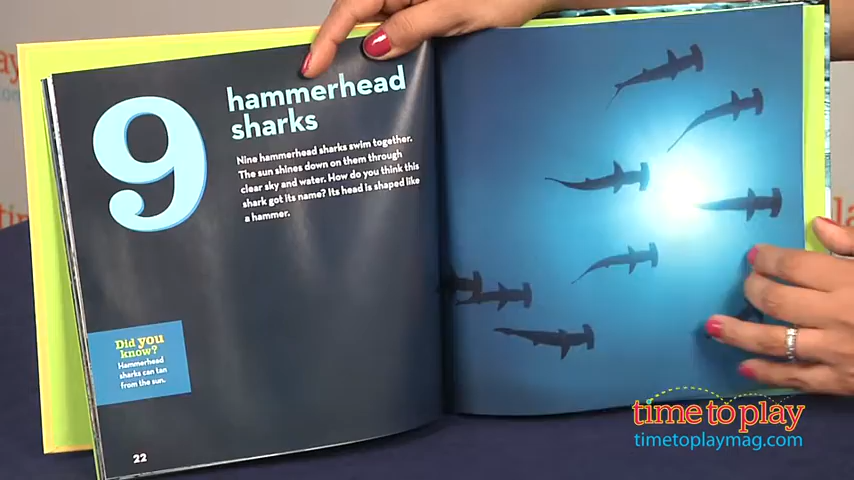 9
hammerhead
sharks
Nine hammerhead sharks swim together.
The sun shines down on them through
clear sky and water. How do you think this
shark got its name? Its head is shaped like
a hammer.
Did you
know?
Hammerhead
sharks can tan
from the sun.
22
time to play
timetoplaymag.com